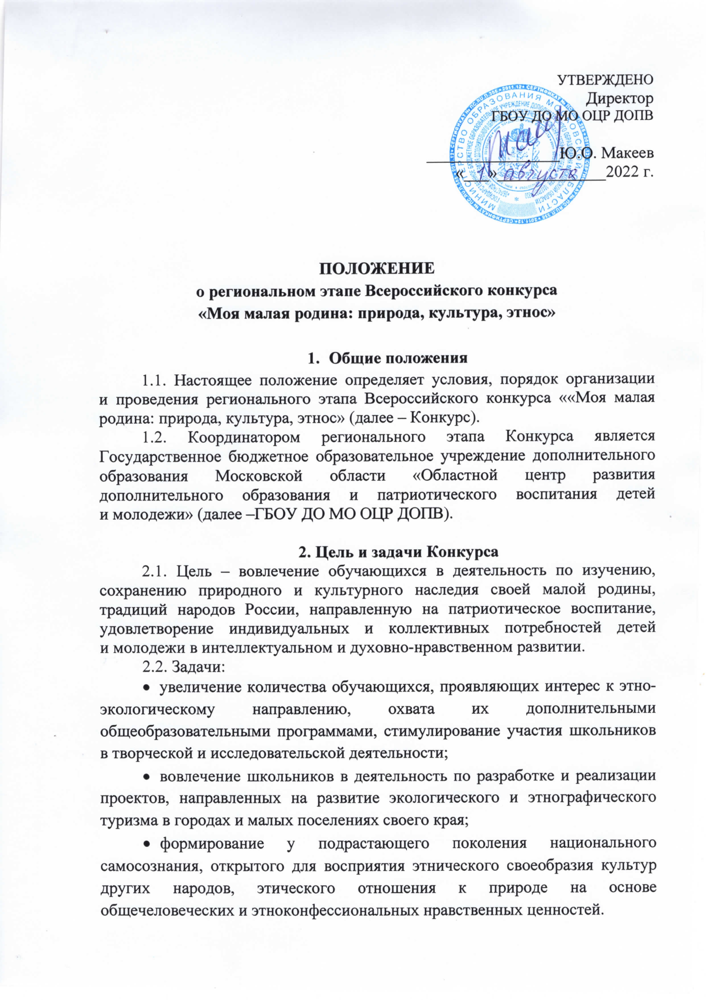 УТВЕРЖДЕНО
Директор
ГБОУ ДО МО ОЦР ДОПВ
Ю.О. Макеев
«1» августа 2022 г.
МИНИСТЕРСТВО ОБРАЗОВАНИЯ МОСКОВСКОЙ ОБЛАСТИ
ПОЛОЖЕНИЕ
о региональном этапе Всероссийского конкурса
«Моя малая родина: природа, культура, этнос»
1. Общие положения
1.1. Настоящее положение определяет условия, порядок организации
и проведения регионального этапа Всероссийского конкурса ««Моя малая
родина: природа, культура, этнос» (далее – Конкурс).
1.2. Координатором регионального этапа Конкурса является
Государственное бюджетное образовательное учреждение дополнительного
образования Московской области «Областной центр развития
дополнительного образования и патриотического воспитания детей
и молодежи» (далее –ГБОУ ДО МО ОЦР ДОПВ).
2. Цель и задачи Конкурса
2.1. Цель – вовлечение обучающихся в деятельность по изучению,
сохранению природного и культурного наследия своей малой родины,
традиций народов России, направленную на патриотическое воспитание,
удовлетворение индивидуальных и коллективных потребностей детей
и молодежи в интеллектуальном и духовно-нравственном развитии.
2.2. Задачи:
• увеличение количества обучающихся, проявляющих интерес к этно-
экологическому направлению, охвата их дополнительными
общеобразовательными программами, стимулирование участия школьников
в творческой и исследовательской деятельности;
• вовлечение школьников в деятельность по разработке и реализации
проектов, направленных на развитие экологического и этнографического
туризма в городах и малых поселениях своего края;
• формирование у подрастающего поколения национального
самосознания, открытого для восприятия этнического своеобразия культур
других народов, этического отношения к природе на основе
общечеловеческих и этноконфессиональных нравственных ценностей.